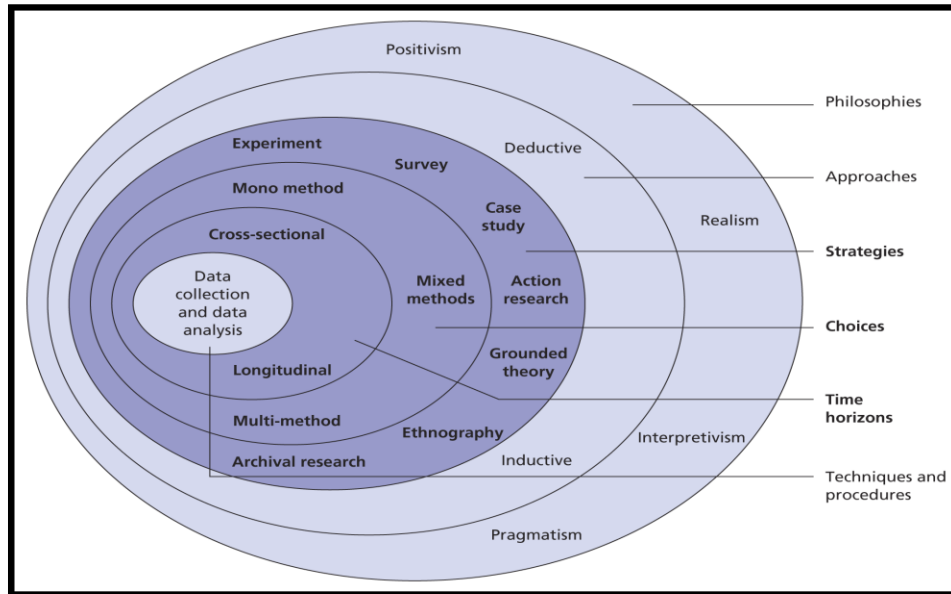 Positivism
Philosophies
Experiment
Deductive
Survey
Approaches
Mono method
Case
study
Realism
Cross-sectional
Strategies
Data
collection
and data
analysis
Mixed
methods
Action
research
Choices
Grounded
theory
Longitudinal
Time
horizons
Multi-method
Ethnography
Interpretivism
Archival research
Inductive
Techniques and
procedures
Pragmatism